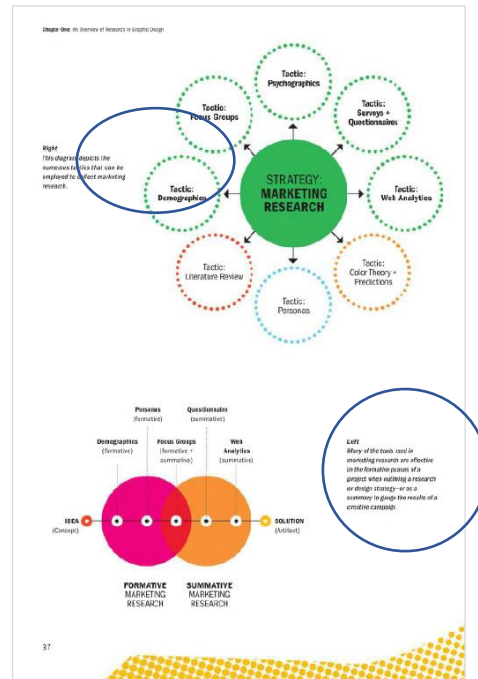 Chapter One: An Overview of Research in Graphic Design
Tactic:
Psychographics
Tactic:
Focus Groups
Tactic:
Surveys +
Questionnaires
Right
This diagram depicts the
numerous tactics that can be
employed to collect marketing
research.
Tactic:
Demographics
STRATEGY:
MARKETING
RESEARCH
Tactic:
Web Analytics
Tactic:
Literature Review
Tactic:
Color Theory +
Predictions
Tactic:
Personas
Personas
(formative)
Questionnaire
(summative)
Demographics
(formative)
Focus Groups
(formative +
summative)
Web
Analytics
(summative)
Left
Many of the tools used in
marketing research are effective
in the formative phases of a
project when outlining a research
or design strategy—or as a
summary to gauge the results of a
creative campaign.
IDEA
(Concept)
SOLUTION
(Artifact)
FORMATIVE
MARKETING
RESEARCH
SUMMATIVE
MARKETING
RESEARCH
37